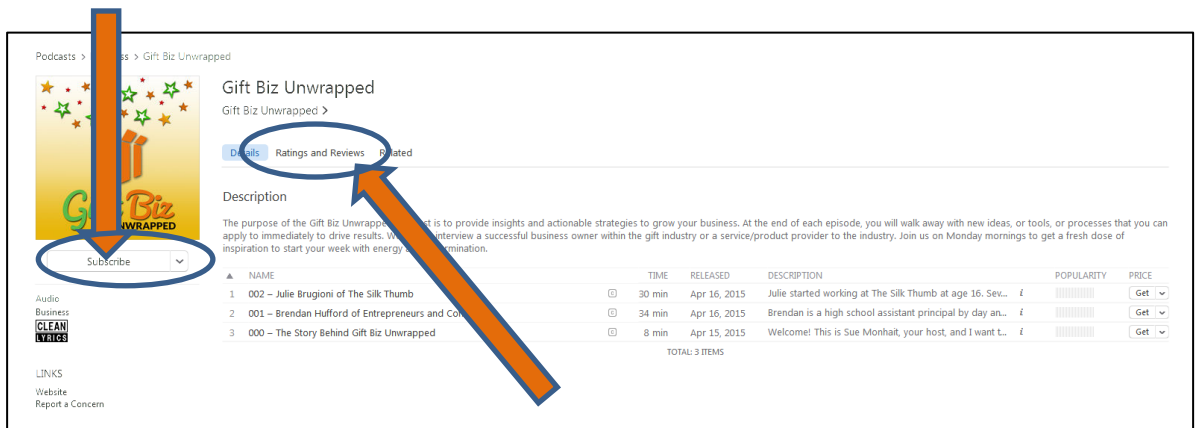 Podcasts > ss > Gift Biz Unwrapped
Gift Biz Unwrapped
Gift Biz Unwrapped >
Details Ratings and Reviews Related
Gift Biz
UNWRAPPED
Subscribe
Audio
Business
CLEAN
LYRICS
LINKS
Website
Report a Concern
Description
The purpose of the Gift Biz Unwrapped st is to provide insights and actionable strategies to grow your business. At the end of each episode, you will walk away with new ideas, or tools, or processes that you can
apply to immediately to drive results. W interview a successful business owner within the gift industry or a service/product provider to the industry. Join us on Monday mornings to get a fresh dose of
inspiration to start your week with energy ermination.
NAME TIME RELEASED DESCRIPTION POPULARITY PRICE
1 002 – Julie Brugioni of The Silk Thumb 30 min Apr 16, 2015 Julie started working at The Silk Thumb at age 16. Sev... i Get
2 001 – Brendan Hufford of Entrepreneurs and Co 34 min Apr 16, 2015 Brendan is a high school assistant principal by day an... i Get
3 000 – The Story Behind Gift Biz Unwrapped 8 min Apr 15, 2015 Welcome! This is Sue Monhait, your host, and I want t... i Get
TOTAL: 3 ITEMS